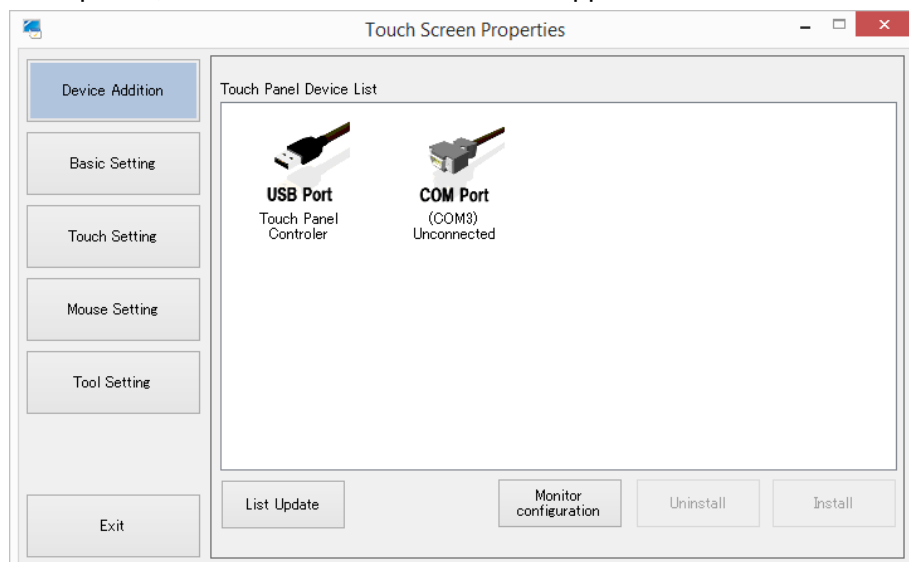 Touch Screen Properties
Device Addition
Basic Setting
Touch Setting
Mouse Setting
Tool Setting
Exit
Touch Panel Device List
USB Port
Touch Panel
Controler
COM Port
(COM3)
Unconnected
List Update
Monitor
configuration
Uninstall
Install